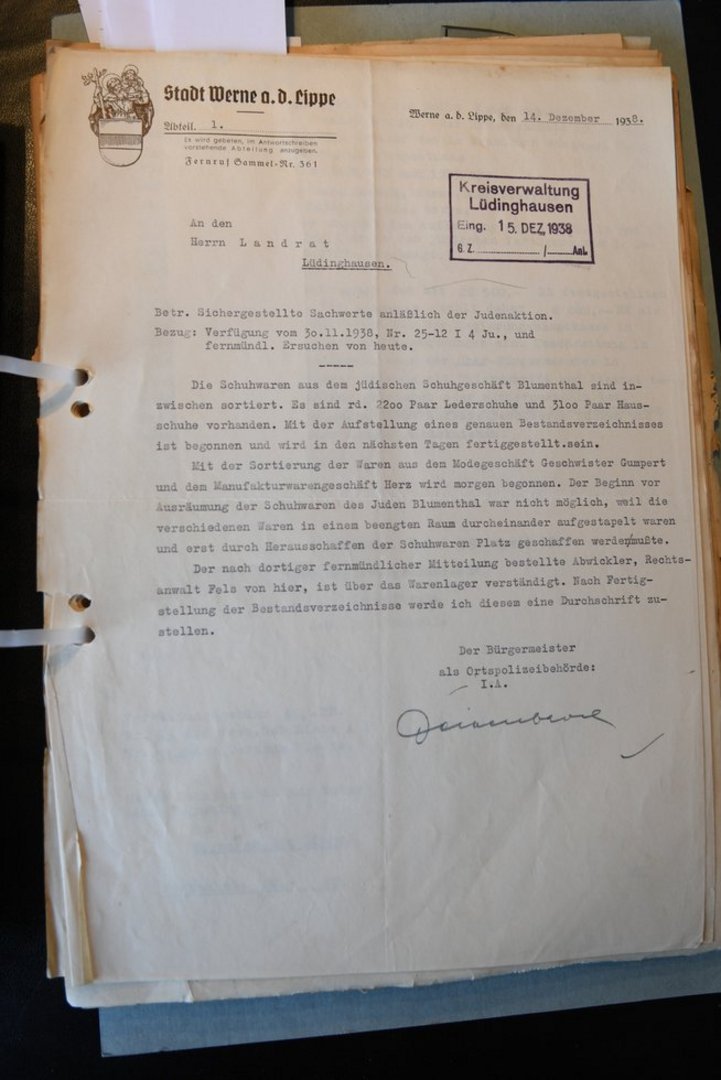 Stadt Werne a.d. Lippe
Abteil. 1.
Es wird gebeten, im Antwortschreiben
vorstehende Abteilung anzugeben.
Fernruf Sammel-Nr. 361
Werne a. d. Lippe, den 14. Dezember 1938.
Kreisverwaltung
Lüdinghausen
Eing. 15. DEZ. 1938
G. Z. / Anl.
An den
Herrn Landrat
Lüdinghausen.
Betr. Sichergestellte Sachwerte anläßlich der Judenaktion.
Bezug: Verfügung vom 3o.11.1938, Nr. 25-12 I 4 Ju., und
fernmündl. Ersuchen von heute.
-----
Die Schuhwaren aus dem jüdischen Schuhgeschäft Blumenthal sind in-
zwischen sortiert. Es sind rd. 22oo Paar Lederschuhe und 31oo Paar Haus-
schuhe vorhanden. Mit der Aufstellung eines genauen Bestandsverzeichnisses
ist begonnen und wird in den nächsten Tagen fertiggestellt.sein.
Mit der Sortierung der Waren aus dem Modegeschäft Geschwister Gumpert
und dem Manufakturwarengeschäft Herz wird morgen begonnen. Der Beginn vor
Ausräumung der Schuhwaren des Juden Blumenthal war nicht möglich, weil die
verschiedenen Waren in einem beengten Raum durcheinander aufgestapelt waren
und erst durch Herausschaffen der Schuhwaren Platz geschaffen werden/mußte.
Der nach dortiger fernmündlicher Mitteilung bestellte Abwickler, Rechts-
anwalt Fels von hier, ist über das Warenlager verständigt. Nach Fertig-
stellung der Bestandsverzeichnisse werde ich diesem eine Durchschrift zu-
stellen.
Der Bürgermeister
als Ortspolizeibehörde:
I.A.